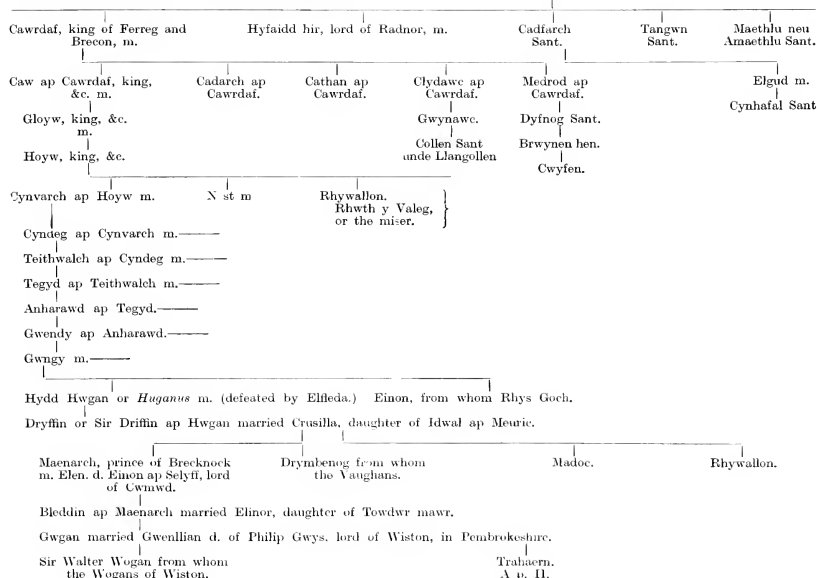 Cawrdaf, king of Ferreg and Brecon, m.
Hyfaidd hir, lord of Radnor, m.
Cadfarch Sant.
Tangwn Sant.
Maethlu neu Amaethlu Sant.
Caw ap Cawrdaf, king, &c. m.
Cadarch ap Cawrdaf.
Cathan ap Cawrdaf.
Clydawc ap Cawrdaf.
Medrod ap Cawrdaf.
Elgud m.
Gloyw, king, &c. m.
Gwynawc.
Dyfnog Sant.
Cynhafal Sant
Hoyw, king, &c.
Collen Sant unde Llangollen
Brwynen hen.
Cwyfen.
Cynvarch ap Hoyw m.
N st m
Rhywallon.
Rhwth y Valeg, or the miser.
Cyndeg ap Cynvarch m.
Teithwalch ap Cyndeg m.
Tegyd ap Teithwalch m.
Anharawd ap Tegyd.
Gwendy ap Anharawd.
Gwngy m.
Hydd Hwgan or Huganus m. (defeated by Elfleda.)
Einon, from whom Rhys Goch.
Dryffin or Sir Driffin ap Hwgan married Crusilla, daughter of Idwal ap Meuric.
Maenarch, prince of Brecknock
m. Elen. d. Einon ap Selyff, lord
of Cwmwd.
Drymbenog from whom the Vaughans.
Madoc.
Rhywallon.
Bleddin ap Maenarch married Elinor, daughter of Towdwr mawr.
Gwgan married Gwenllian d. of Philip Gwys, lord of Wiston, in Pembrokeshire.
Sir Walter Wogan from whom
the Wogans of Wiston.
Trahaern.
A p. H.